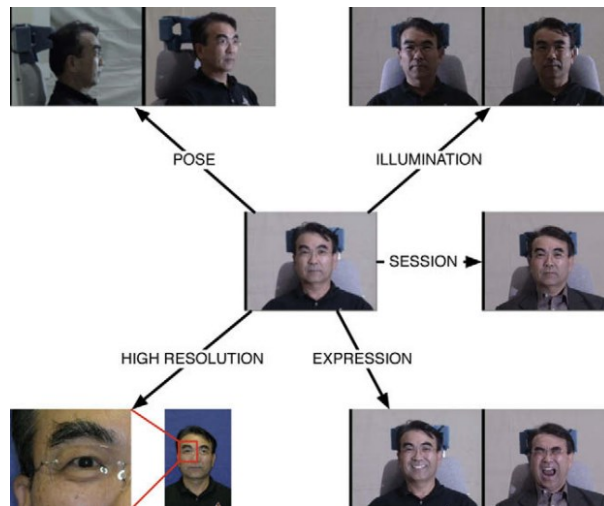 POSE
ILLUMINATION
SESSION
HIGH RESOLUTION
EXPRESSION